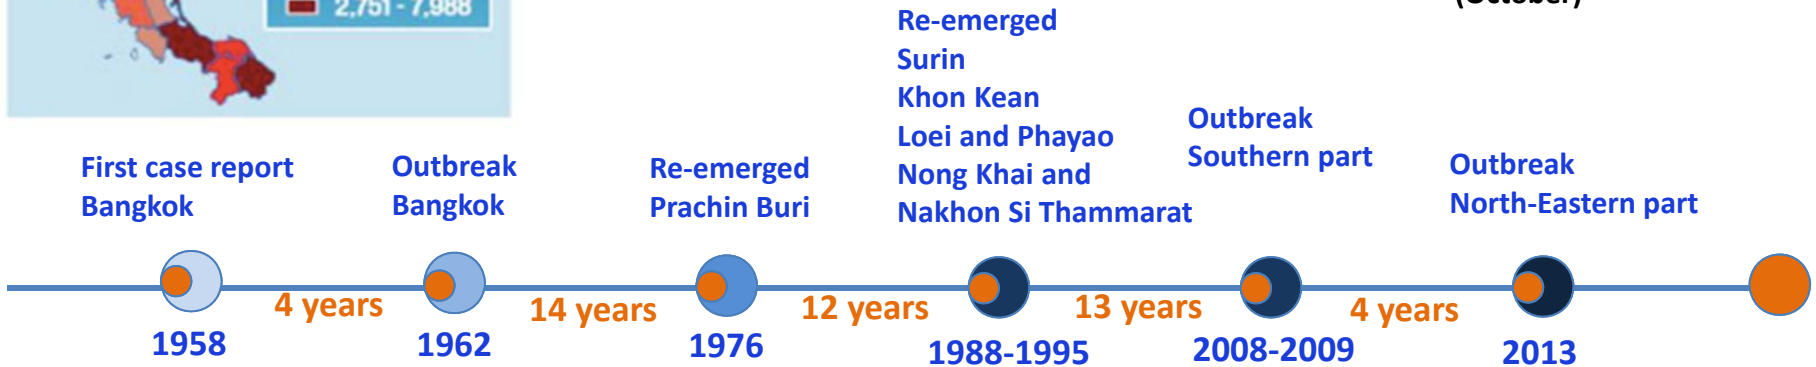 2,751 - 7,988
(October)
Re-emerged
Surin
Khon Kean
Loei and Phayao
Nong Khai and
Nakhon Si Thammarat
Outbreak
Southern part
First case report
Bangkok
Outbreak
Bangkok
Re-emerged
Prachin Buri
Outbreak
North-Eastern part
4 years
14 years
12 years
13 years
4 years
1958
1962
1976
1988-1995
2008-2009
2013